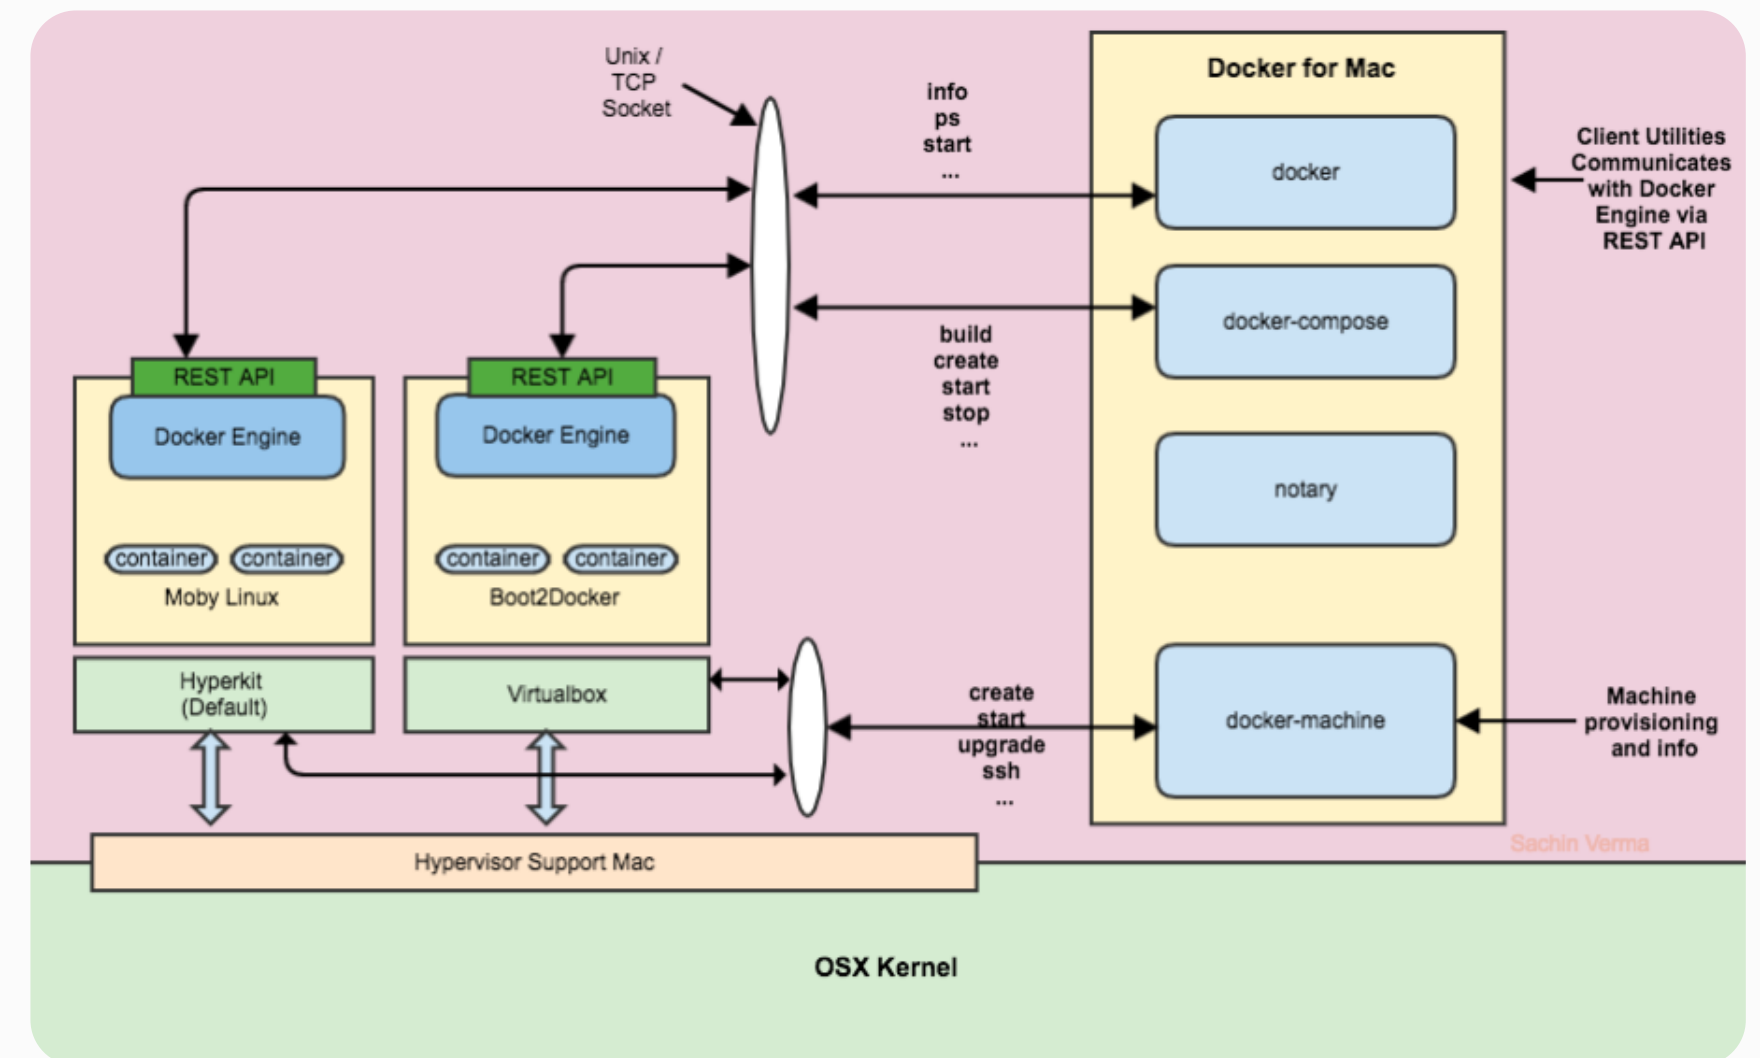 Unix /
TCP
Socket
info
ps
start
...
Docker for Mac
docker
Client Utilities
Communicates
with Docker
Engine via
REST API
docker-compose
build
create
start
stop
...
REST API
Docker Engine
container
container
Moby Linux
REST API
Docker Engine
container
container
Boot2Docker
notary
Hyperkit
(Default)
Virtualbox
create
start
upgrade
ssh
...
docker-machine
Machine
provisioning
and info
Sachin Verma
Hypervisor Support Mac
OSX Kernel